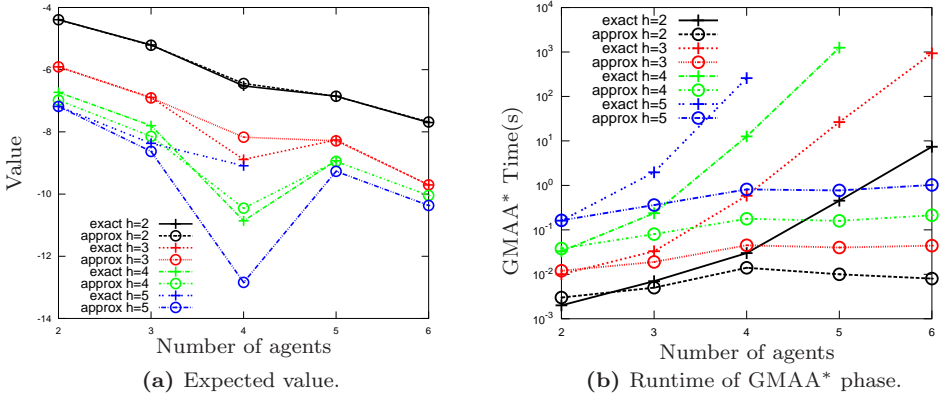 -4
-6
-8
-10
-12
-14
2
3
4
5
6
Value
Number of agents
exact h=2
approx h=2
exact h=3
approx h=3
exact h=4
approx h=4
exact h=5
approx h=5
(a) Expected value.
10^4
10^3
10^2
10^1
10^0
10^-1
10^-2
10^-3
2
3
4
5
6
GMAA* Time(s)
Number of agents
exact h=2
approx h=2
exact h=3
approx h=3
exact h=4
approx h=4
exact h=5
approx h=5
(b) Runtime of GMAA* phase.